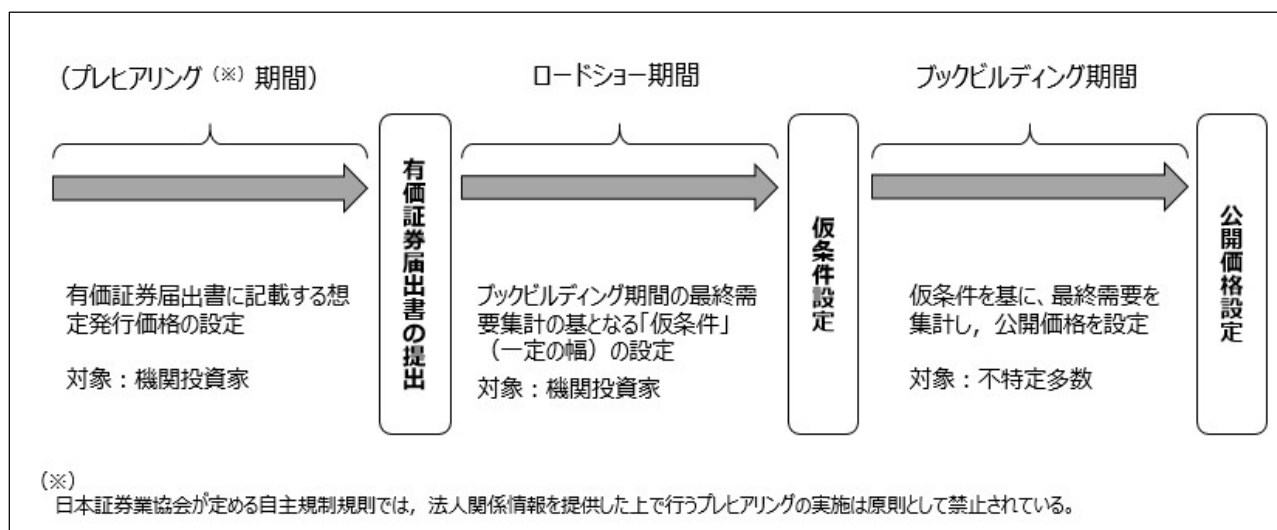 （プレヒアリング（※）期間）
ロードショー期間
ブックビルディング期間
有価証券届出書の提出
仮条件設定
公開価格設定
有価証券届出書に記載する想
定発行価格の設定
対象：機関投資家
ブックビルディング期間の最終需
要集計の基となる「仮条件」
（一定の幅）の設定
対象：機関投資家
仮条件を基に、最終需要を
集計し，公開価格を設定
対象：不特定多数
（※）
日本証券業協会が定める自主規制規則では，法人関係情報を提供した上で行うプレヒアリングの実施は原則として禁止されている。